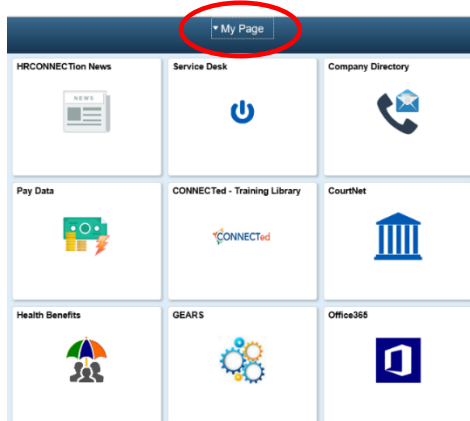 My Page
HRCONNECTion News
Service Desk
Company Directory
NEWS
Pay Data
CONNECTed - Training Library
CourtNet
CONNECTed
Health Benefits
GEARS
Office365